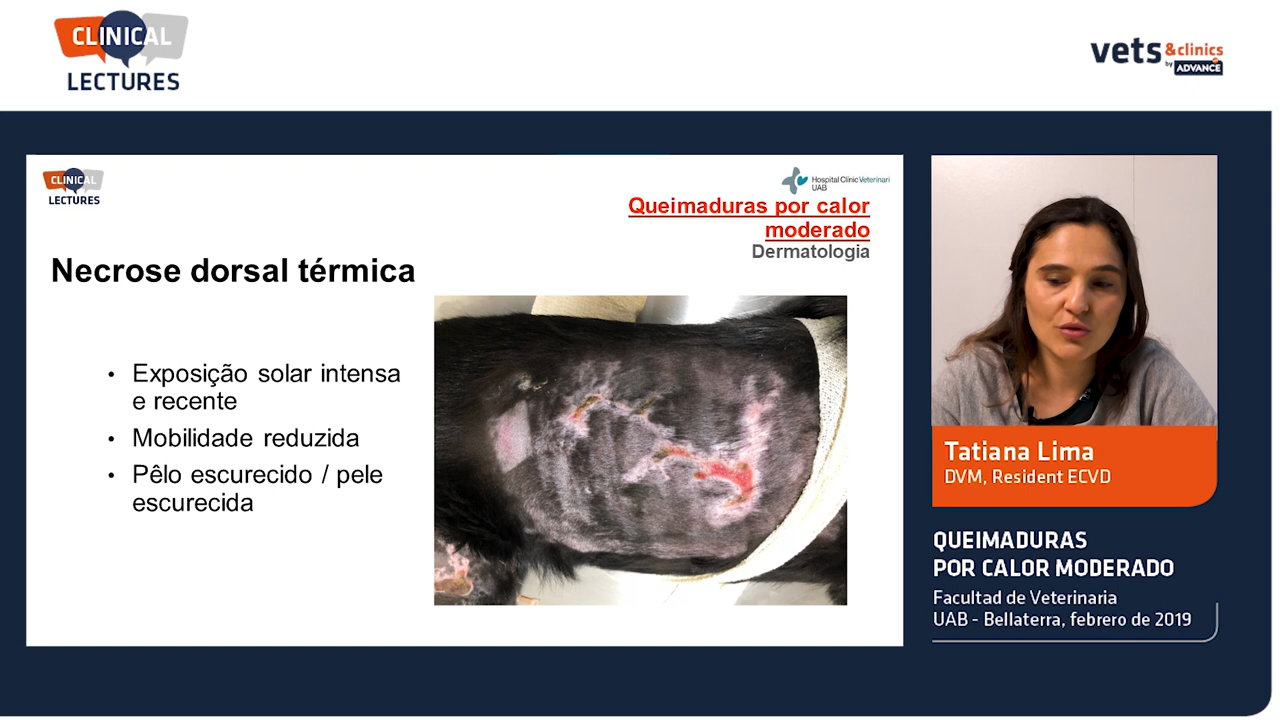 CLINICAL
LECTURES
vets &clinics
by ADVANCE
CLINICAL
LECTURES
Hospital Clínic Veterinari
UAB
Queimaduras por calor
moderado
Dermatologia
Necrose dorsal térmica
• Exposição solar intensa
e recente
• Mobilidade reduzida
• Pêlo escurecido / pele
escurecida
Tatiana Lima
DVM, Resident ECVD
QUEIMADURAS
POR CALOR MODERADO
Facultad de Veterinaria
UAB - Bellaterra, febrero de 2019